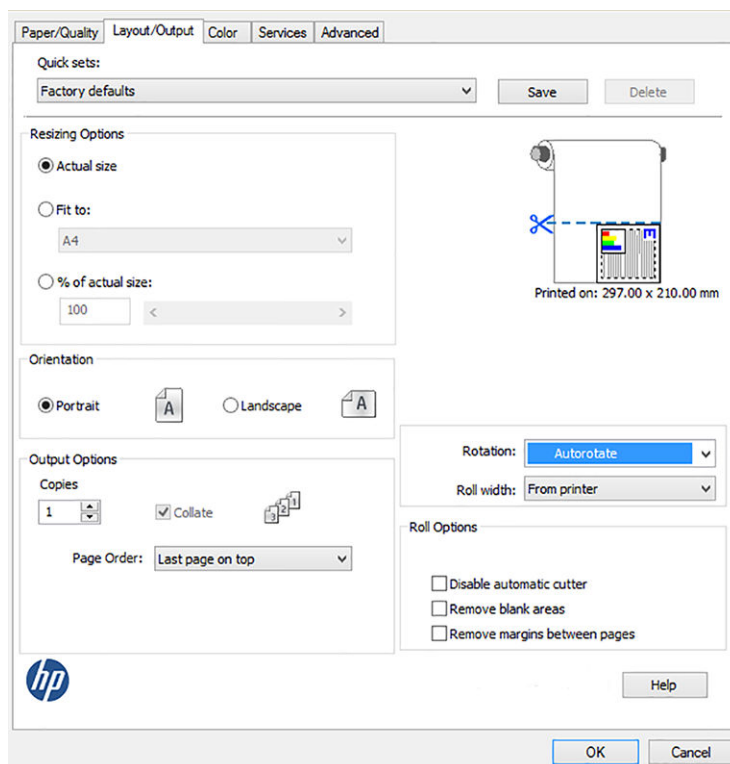 Paper/Quality Layout/Output Color Services Advanced
Quick sets:
Factory defaults Save Delete
Resizing Options
Actual size
Fit to:
A4
% of actual size:
100
Printed on: 297.00 x 210.00 mm
Orientation
A Portrait A Landscape
Rotation: Autorotate
Roll width: From printer
Output Options
Copies
1 Collate 3 2 1
Page Order: Last page on top
Roll Options
Disable automatic cutter
Remove blank areas
Remove margins between pages
hp
Help
OK Cancel